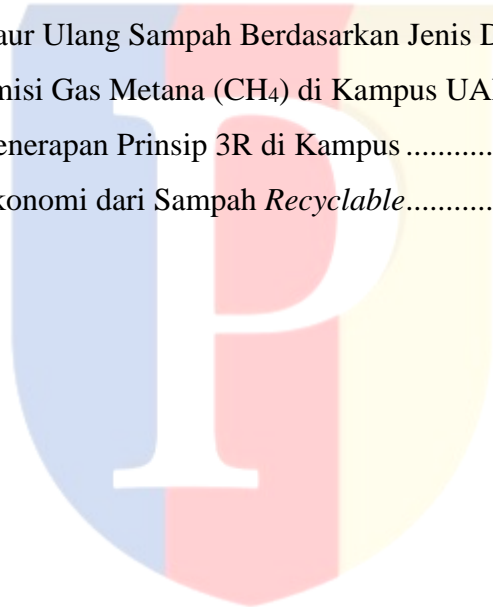 aur Ulang Sampah Berdasarkan Jenis D
misi Gas Metana (CH₄) di Kampus UA
enerapan Prinsip 3R di Kampus ............
konomi dari Sampah Recyclable............
P